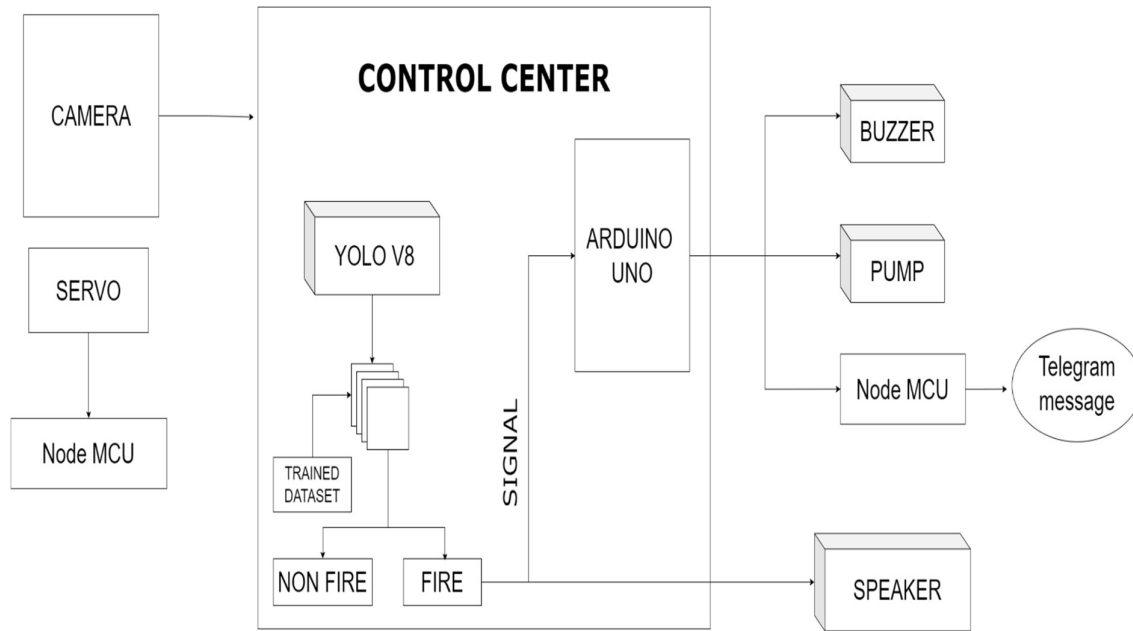 CONTROL CENTER
CAMERA
SERVO
Node MCU
YOLO V8
TRAINED
DATASET
NON FIRE
FIRE
SIGNAL
ARDUINO
UNO
BUZZER
PUMP
Node MCU
Telegram
message
SPEAKER